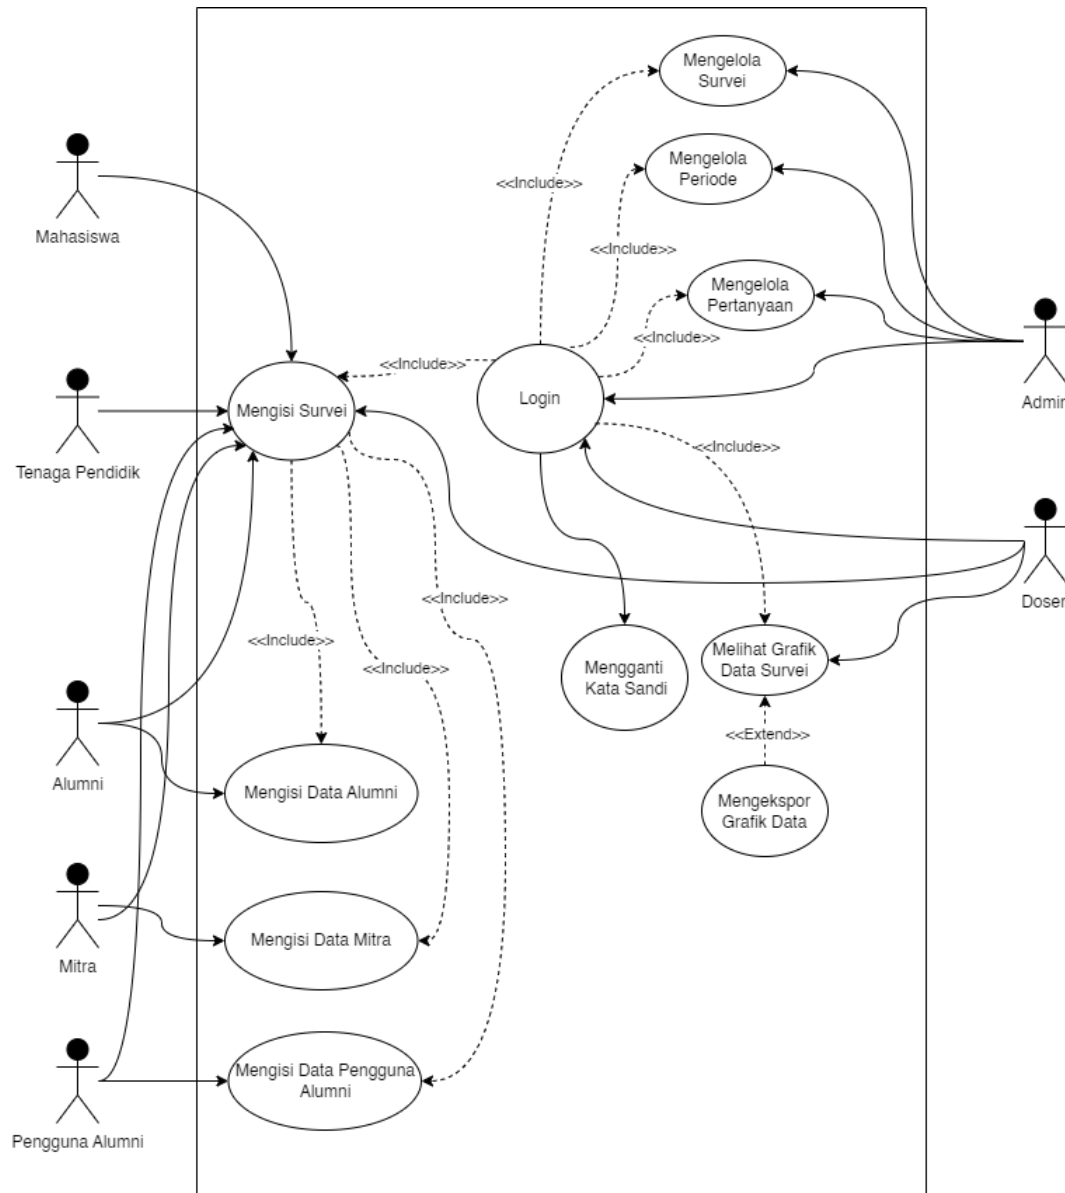 Mengelola
Survei
Mahasiswa
Mengelola
Periode
<<Include>>
<<Include>>
Mengelola
Pertanyaan
<<Include>>
<<Include>>
Tenaga Pendidik
Mengisi Survei
Login
Admin
<<Include>>
<<Include>>
<<Include>>
<<Include>>
Dosen
Mengganti
Kata Sandi
Melihat Grafik
Data Survei
<<Extend>>
Alumni
Mengisi Data Alumni
Mengekspor
Grafik Data
Mitra
Mengisi Data Mitra
Pengguna Alumni
Mengisi Data Pengguna
Alumni